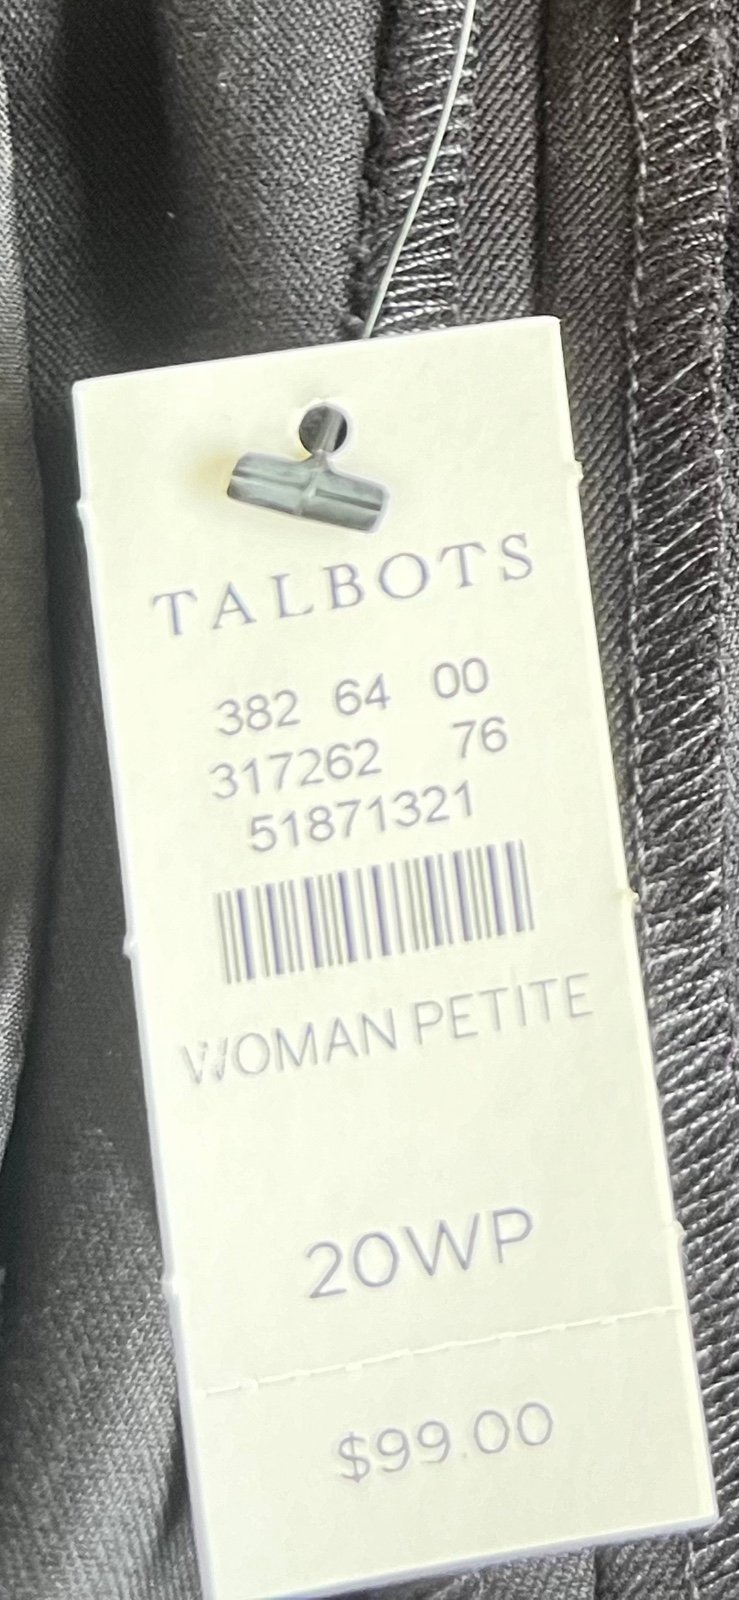 TALBOTS
382 64 00
317262 76
51871321
WOMAN PETITE
20WP
$99.00